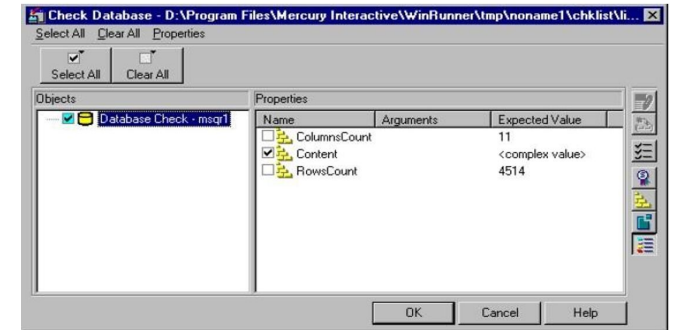 Check Database - D:\Program Files\Mercury Interactive\WinRunner\tmp\noname1\chklist\li...
Select All Clear All Properties
Select All Clear All
Objects
Database Check - msqr1
Properties
Name Arguments Expected Value
ColumnsCount 11
Content <complex value>
RowsCount 4514
OK Cancel Help